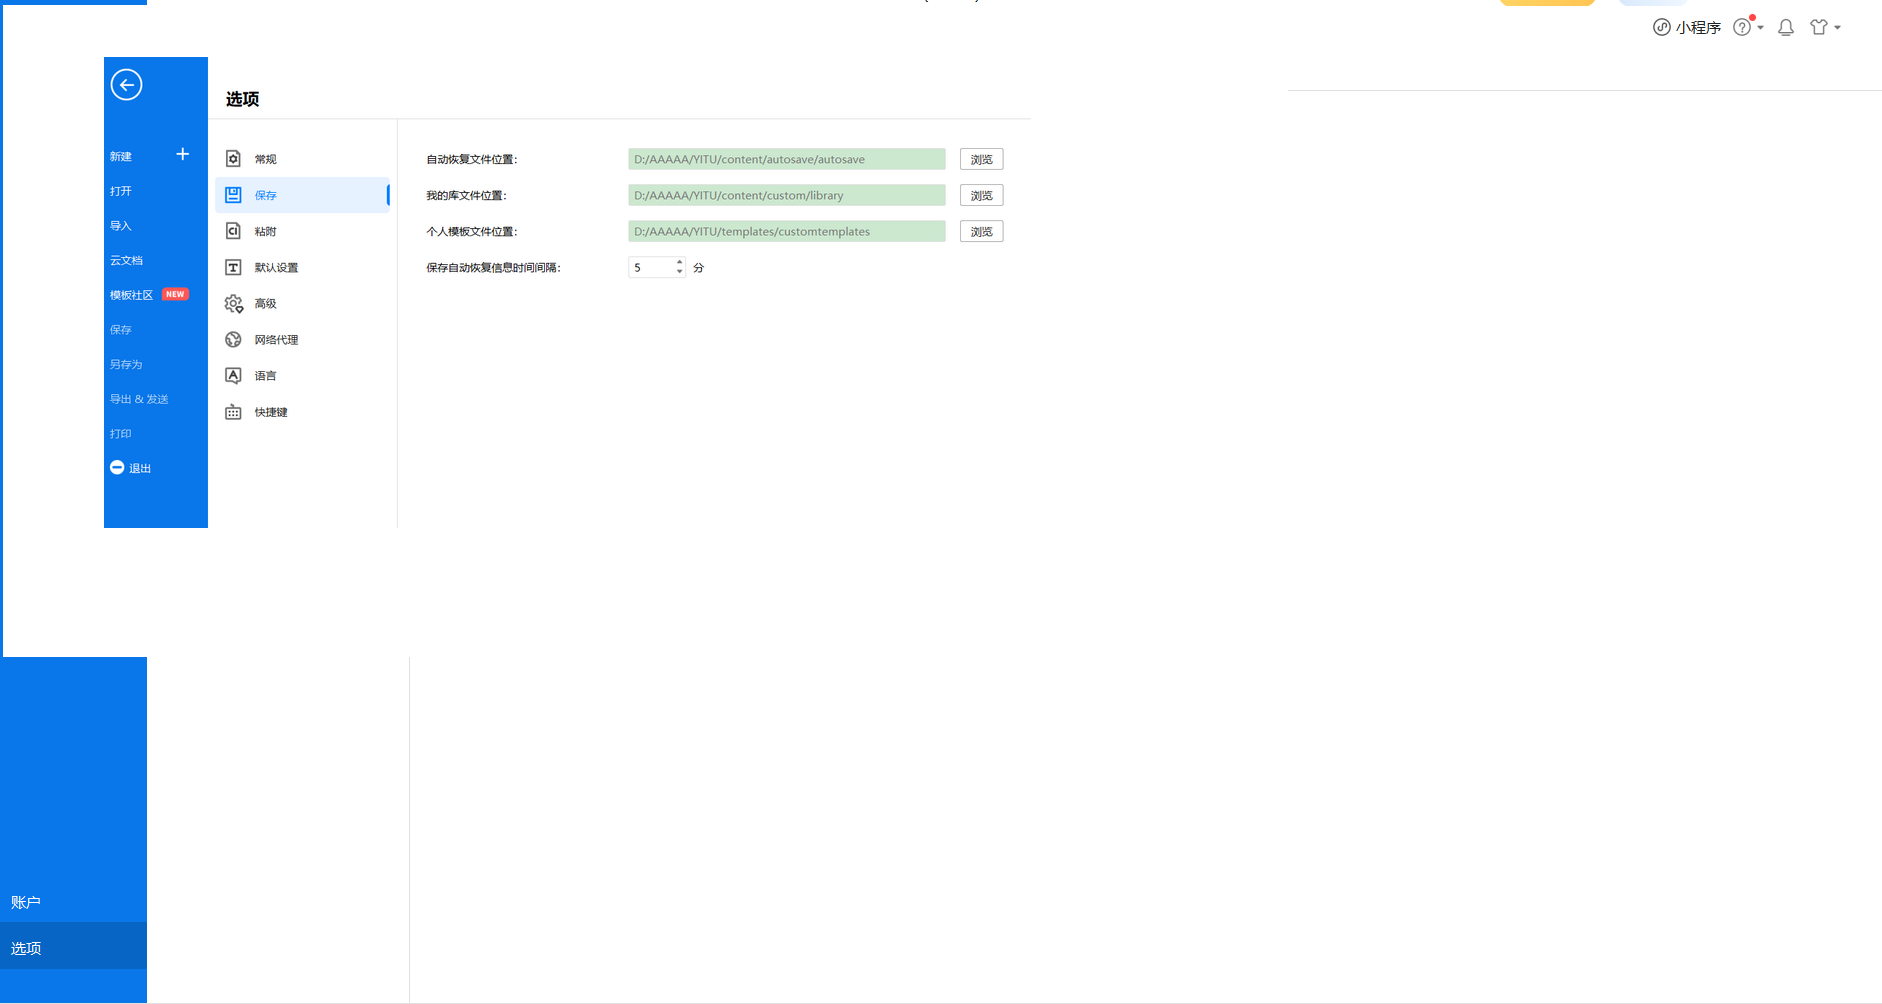 小程序
选项
新建
打开
导入
云文档
模板社区 NEW
保存
另存为
导出 & 发送
打印
退出
常规
保存
粘附
默认设置
高级
网络代理
语言
快捷键
自动恢复文件位置: D:/AAAAA/YITU/content/autosave/autosave 浏览
我的库文件位置: D:/AAAAA/YITU/content/custom/library 浏览
个人模板文件位置: D:/AAAAA/YITU/templates/customtemplates 浏览
保存自动恢复信息时间间隔: 5 分
账户
选项